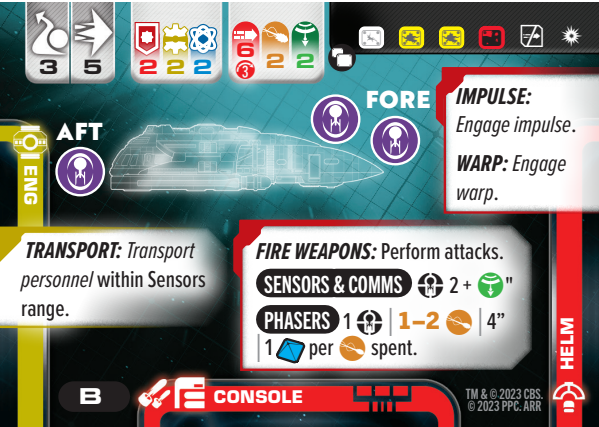 3 5 2 2 2 6 2 2
3
FORE
AFT
IMPULSE:
Engage impulse.
WARP: Engage
warp.
ENG
TRANSPORT: Transport
personnel within Sensors
range.
FIRE WEAPONS: Perform attacks.
SENSORS & COMMS 2 + "
PHASERS 1 | 1–2 | 4”
| 1 per spent.
HELM
B
CONSOLE
TM & © 2023 CBS.
© 2023 PPC. ARR